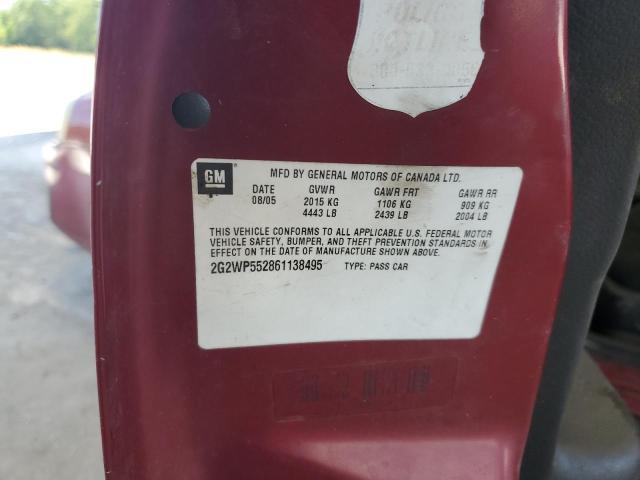 GM
MFD BY GENERAL MOTORS OF CANADA LTD.
DATE GVWR GAWR FRT GAWR RR
08/05 2015 KG 1106 KG 909 KG
4443 LB 2439 LB 2004 LB
THIS VEHICLE CONFORMS TO ALL APPLICABLE U.S. FEDERAL MOTOR
VEHICLE SAFETY, BUMPER, AND THEFT PREVENTION STANDARDS IN
EFFECT ON THE DATE OF MANUFACTURE SHOWN ABOVE.
2G2WP552861138495 TYPE: PASS CAR